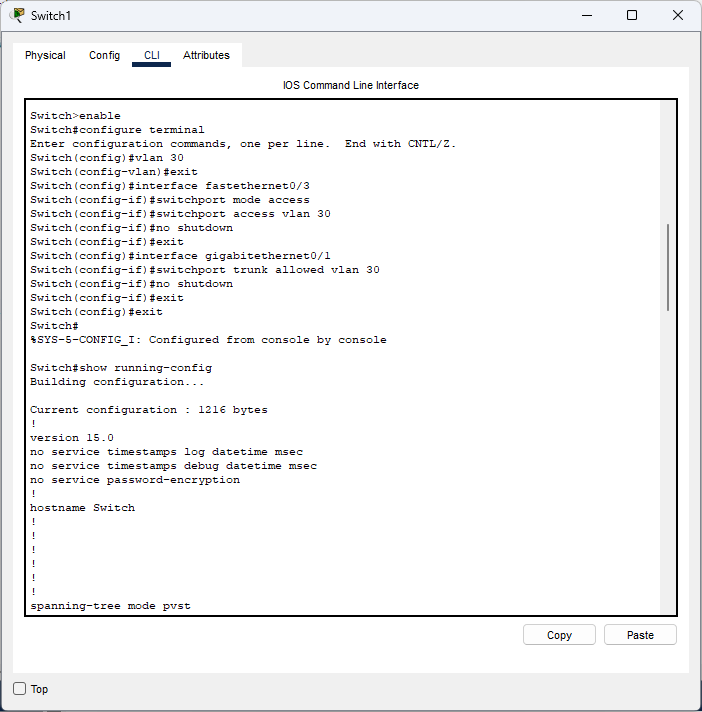 Switch1
Physical Config CLI Attributes
IOS Command Line Interface
Switch>enable
Switch#configure terminal
Enter configuration commands, one per line.  End with CNTL/Z.
Switch(config)#vlan 30
Switch(config-vlan)#exit
Switch(config)#interface fastethernet0/3
Switch(config-if)#switchport mode access
Switch(config-if)#switchport access vlan 30
Switch(config-if)#no shutdown
Switch(config-if)#exit
Switch(config)#interface gigabitethernet0/1
Switch(config-if)#switchport trunk allowed vlan 30
Switch(config-if)#no shutdown
Switch(config-if)#exit
Switch(config)#exit
Switch#
%SYS-5-CONFIG_I: Configured from console by console
Switch#show running-config
Building configuration...
Current configuration : 1216 bytes
!
version 15.0
no service timestamps log datetime msec
no service timestamps debug datetime msec
no service password-encryption
!
hostname Switch
!
!
!
!
!
!
spanning-tree mode pvst
Copy Paste
Top